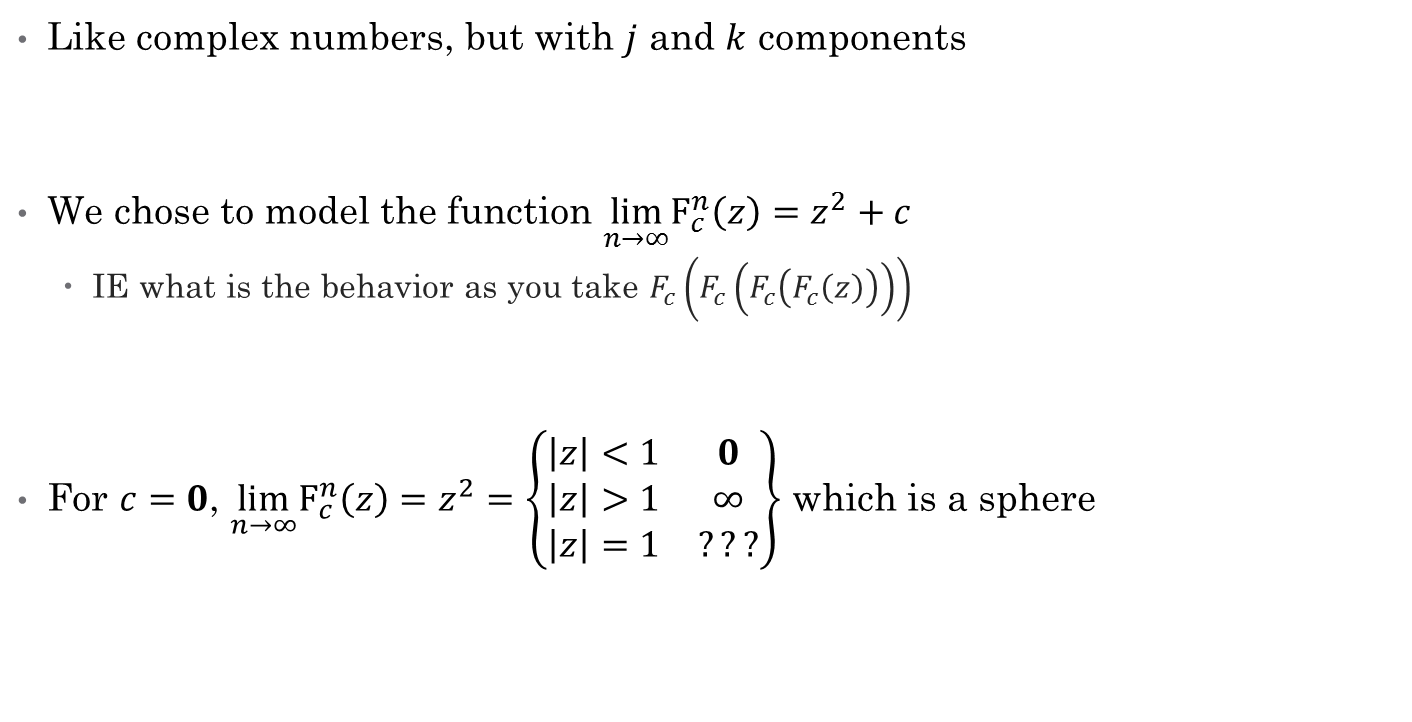 • Like complex numbers, but with j and k components
• We chose to model the function lim n→∞ F_c^n(z) = z² + c
• IE what is the behavior as you take F_c(F_c(F_c(F_c(z))))
• For c = 0, lim n→∞ F_c^n(z) = z² = { |z| < 1 0
|z| > 1 ∞
|z| = 1 ??? } which is a sphere